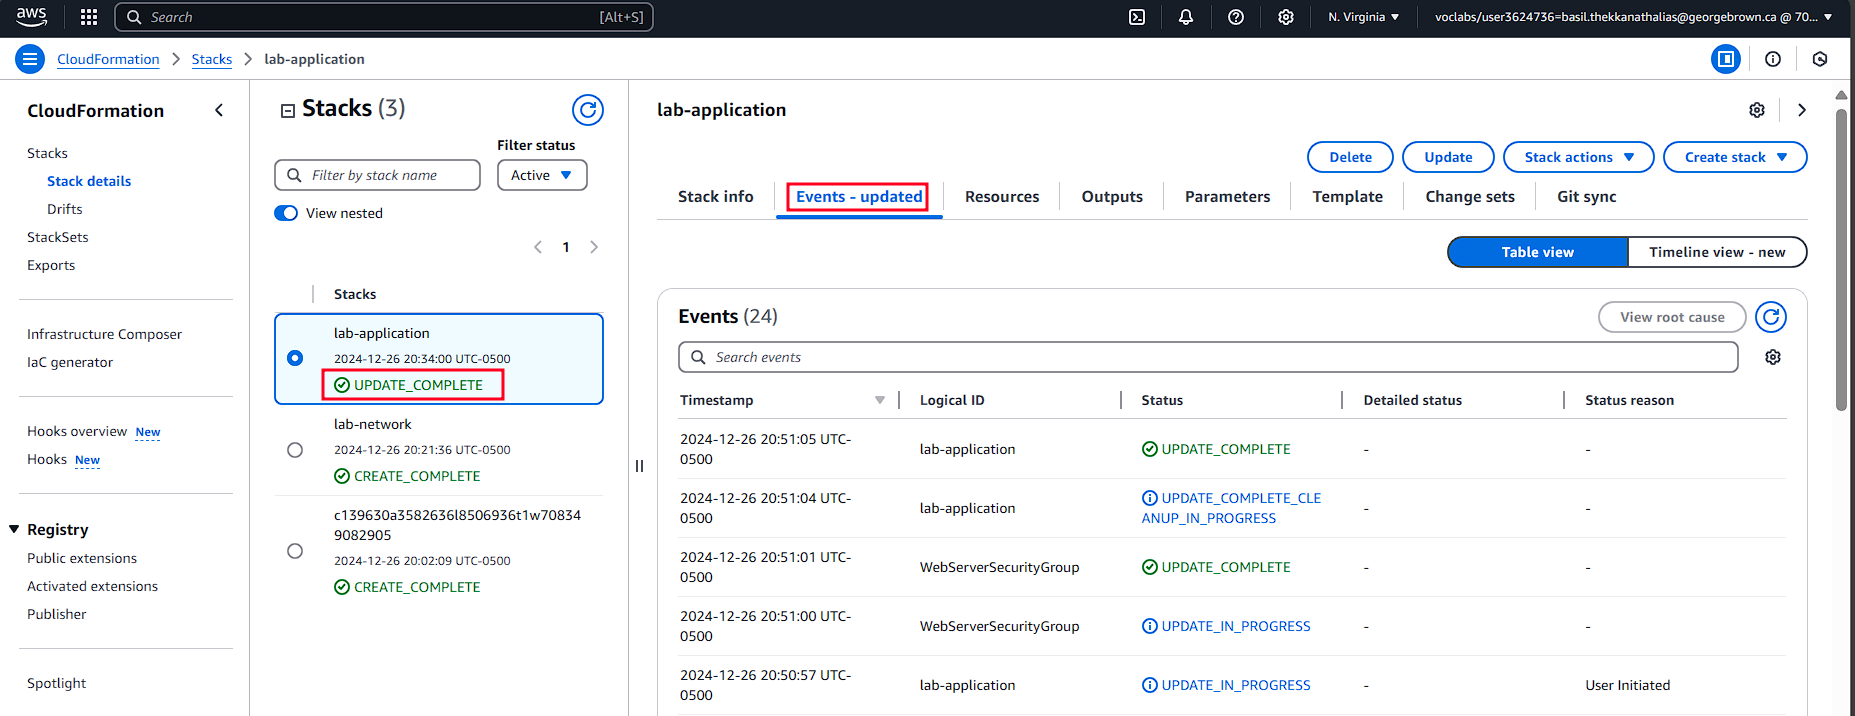 aws
Search
[Alt+S]
N. Virginia
voclabs/user3624736=basil.thekkanathalias@georgebrown.ca @ 70...
CloudFormation
Stacks
lab-application
CloudFormation
Stacks
Stack details
Drifts
StackSets
Exports
Infrastructure Composer
IaC generator
Hooks overview New
Hooks New
Registry
Public extensions
Activated extensions
Publisher
Spotlight
Stacks (3)
Filter status
Filter by stack name
Active
View nested
1
Stacks
lab-application
2024-12-26 20:34:00 UTC-0500
UPDATE_COMPLETE
lab-network
2024-12-26 20:21:36 UTC-0500
CREATE_COMPLETE
c139630a3582636l8506936t1w70834
9082905
2024-12-26 20:02:09 UTC-0500
CREATE_COMPLETE
lab-application
Delete
Update
Stack actions
Create stack
Stack info
Events - updated
Resources
Outputs
Parameters
Template
Change sets
Git sync
Table view
Timeline view - new
Events (24)
View root cause
Search events
Timestamp
Logical ID
Status
Detailed status
Status reason
2024-12-26 20:51:05 UTC-
0500
lab-application
UPDATE_COMPLETE
-
-
2024-12-26 20:51:04 UTC-
0500
lab-application
UPDATE_COMPLETE_CLE
ANUP_IN_PROGRESS
-
-
2024-12-26 20:51:01 UTC-
0500
WebServerSecurityGroup
UPDATE_COMPLETE
-
-
2024-12-26 20:51:00 UTC-
0500
WebServerSecurityGroup
UPDATE_IN_PROGRESS
-
-
2024-12-26 20:50:57 UTC-
0500
lab-application
UPDATE_IN_PROGRESS
-
User Initiated